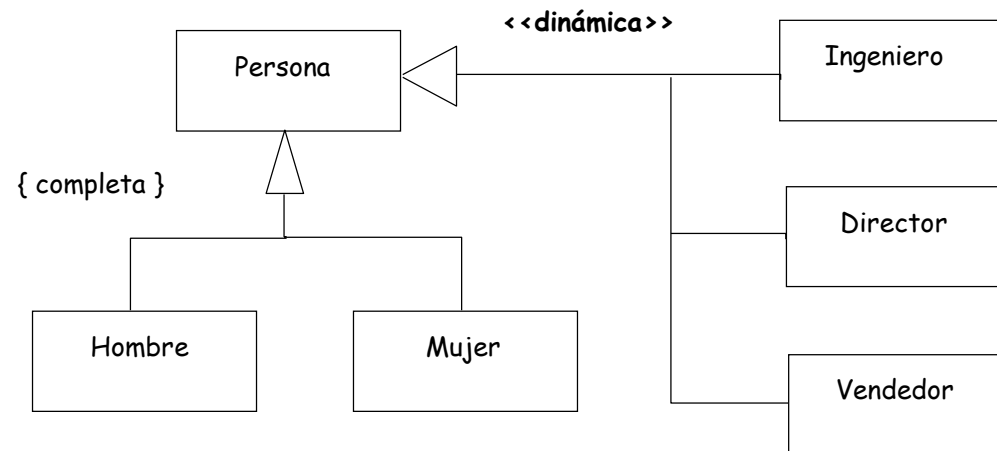 <<dinámica>>
Persona
Ingeniero
{ completa }
Director
Hombre
Mujer
Vendedor